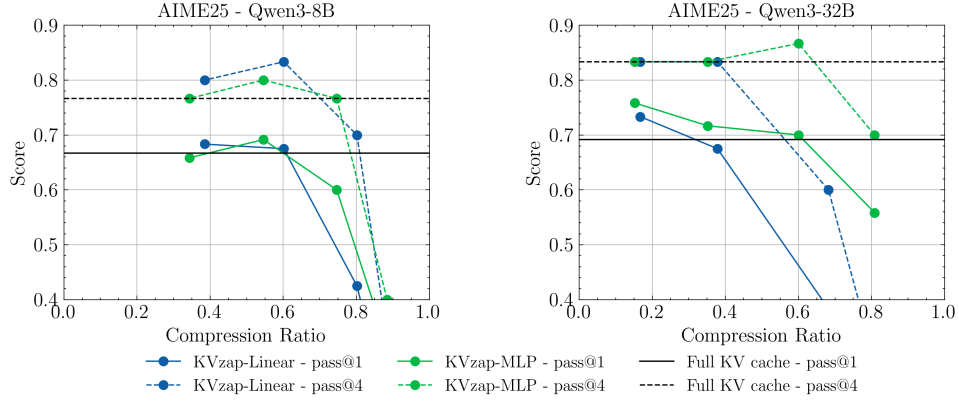 AIME25 - Qwen3-8B
0.9
0.8
0.7
0.6
0.5
0.4
Score
0.0 0.2 0.4 0.6 0.8 1.0
Compression Ratio
AIME25 - Qwen3-32B
0.9
0.8
0.7
0.6
0.5
0.4
Score
0.0 0.2 0.4 0.6 0.8 1.0
Compression Ratio
KVzap-Linear - pass@1 KVzap-MLP - pass@1 Full KV cache - pass@1
KVzap-Linear - pass@4 KVzap-MLP - pass@4 Full KV cache - pass@4